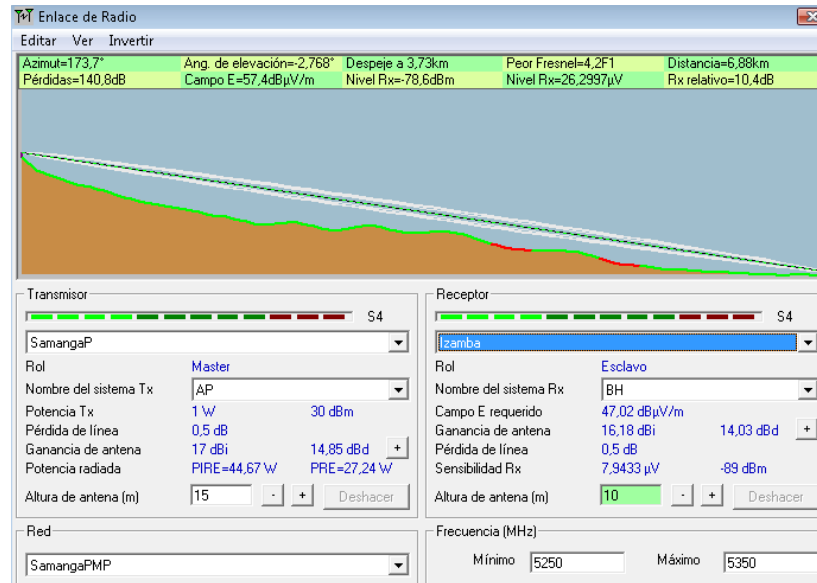 Enlace de Radio
Editar Ver Invertir
Azimut=173,7° Ang. de elevación=-2,768° Despeje a 3,73km Peor Fresnel=4,2F1 Distancia=6,88km
Pérdidas=140,8dB Campo E=57,4dBµV/m Nivel Rx=-78,6dBm Nivel Rx=26,2997µV Rx relativo=10,4dB
Transmisor
S4
SamangaP
Rol Master
Nombre del sistema Tx AP
Potencia Tx 1 W 30 dBm
Pérdida de línea 0,5 dB
Ganancia de antena 17 dBi 14,85 dBd +
Potencia radiada PIRE=44,67 W PRE=27,24 W
Altura de antena (m) 15 - + Deshacer
Receptor
S4
Izamba
Rol Esclavo
Nombre del sistema Rx BH
Campo E requerido 47,02 dBµV/m
Ganancia de antena 16,18 dBi 14,03 dBd +
Pérdida de línea 0,5 dB
Sensibilidad Rx 7,9433 µV -89 dBm
Altura de antena (m) 10 - + Deshacer
Red
SamangaPMP
Frecuencia (MHz)
Mínimo 5250 Máximo 5350